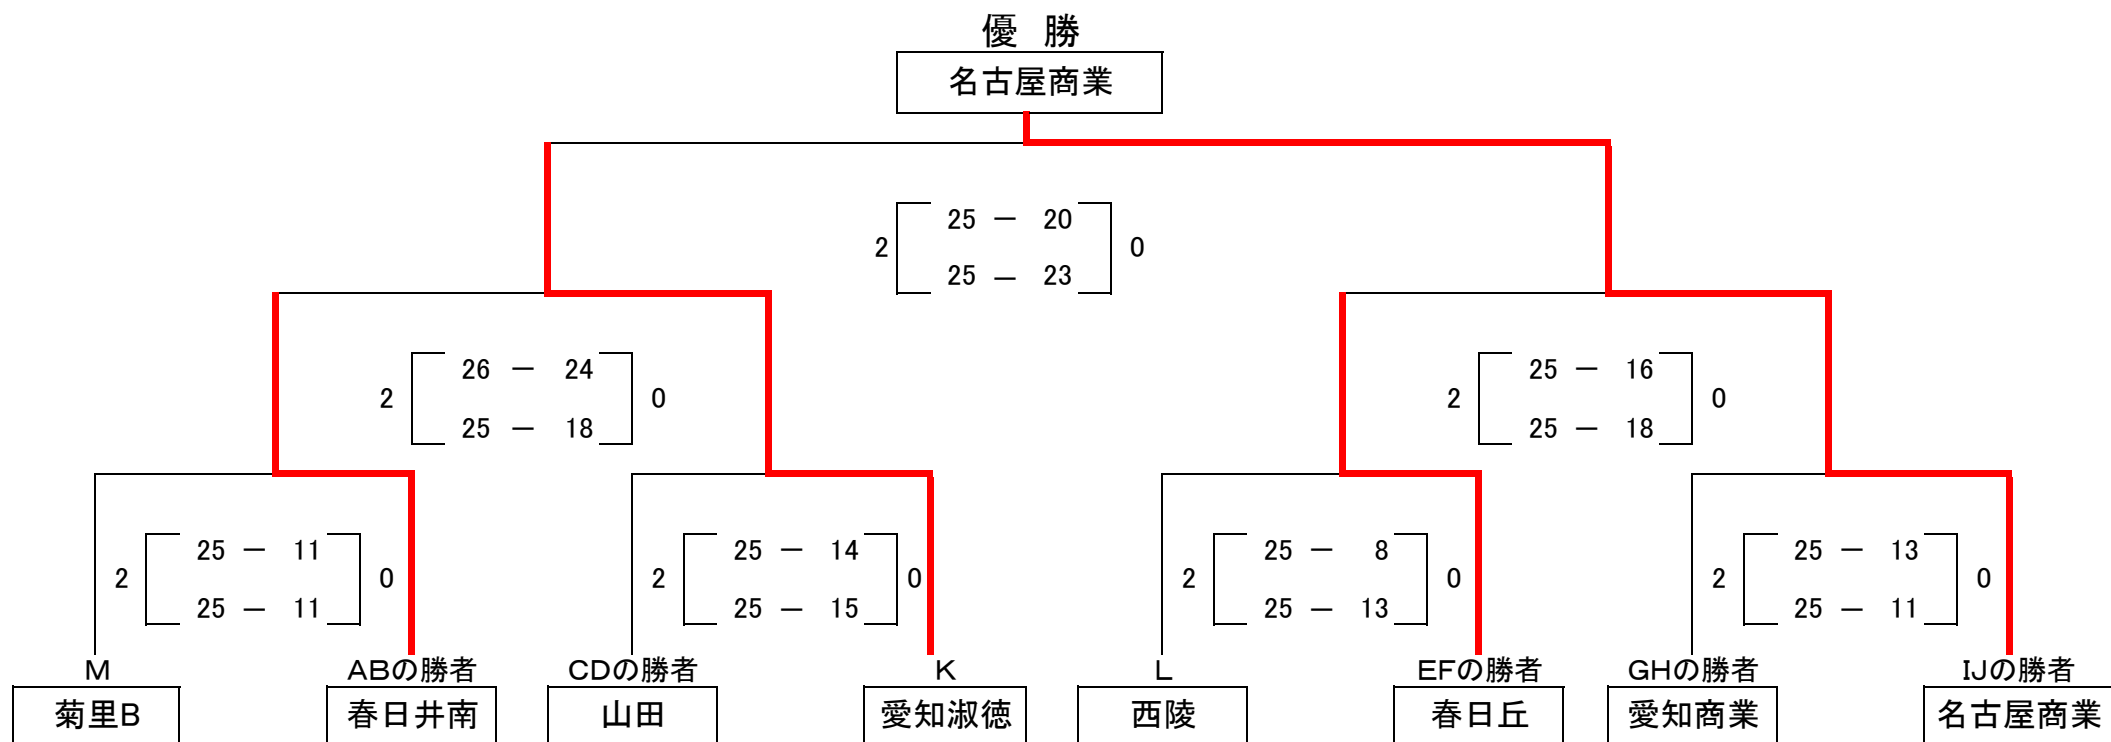 優 勝
名古屋商業
25 － 20
2 0
25 － 23
26 － 24 25 － 16
2 0 2 0
25 － 18 25 － 18
25 － 11 25 － 14 25 － 8 25 － 13
2 0 2 0 2 0 2 0
25 － 11 25 － 15 25 － 13 25 － 11
M ABの勝者 CDの勝者 K L EFの勝者 GHの勝者 IJの勝者
菊里B 春日井南 山田 愛知淑徳 西陵 春日丘 愛知商業 名古屋商業